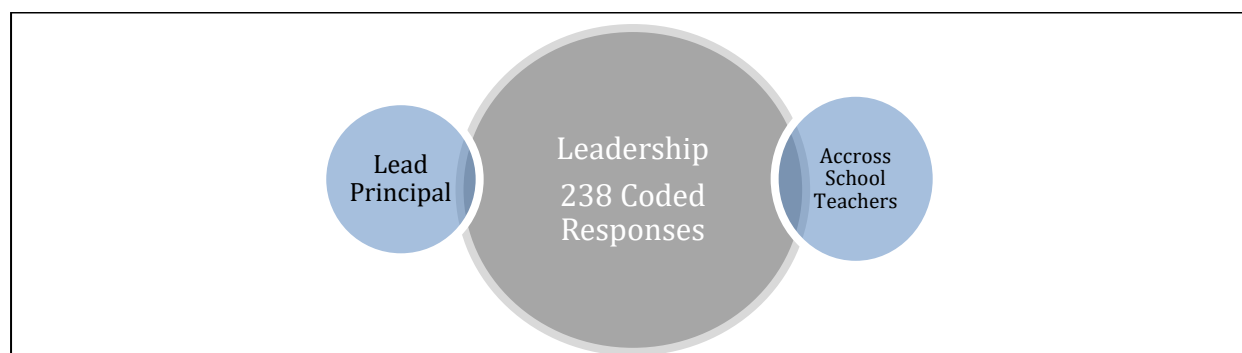 Lead
Principal
Leadership
238 Coded
Responses
Accross
School
Teachers